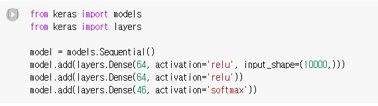 from keras import models
from keras import layers
model = models.Sequential()
model.add(layers.Dense(64, activation='relu', input_shape=(10000,)))
model.add(layers.Dense(64, activation='relu'))
model.add(layers.Dense(46, activation='softmax'))